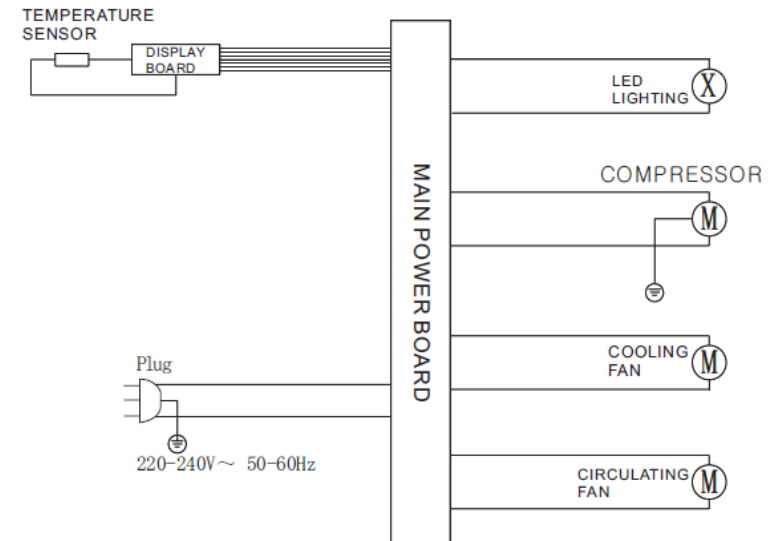 TEMPERATURE
SENSOR
DISPLAY
BOARD
LED
LIGHTING
X
COMPRESSOR
M
MAIN POWER BOARD
COOLING
FAN
M
Plug
220-240V～ 50-60Hz
CIRCULATING
FAN
M